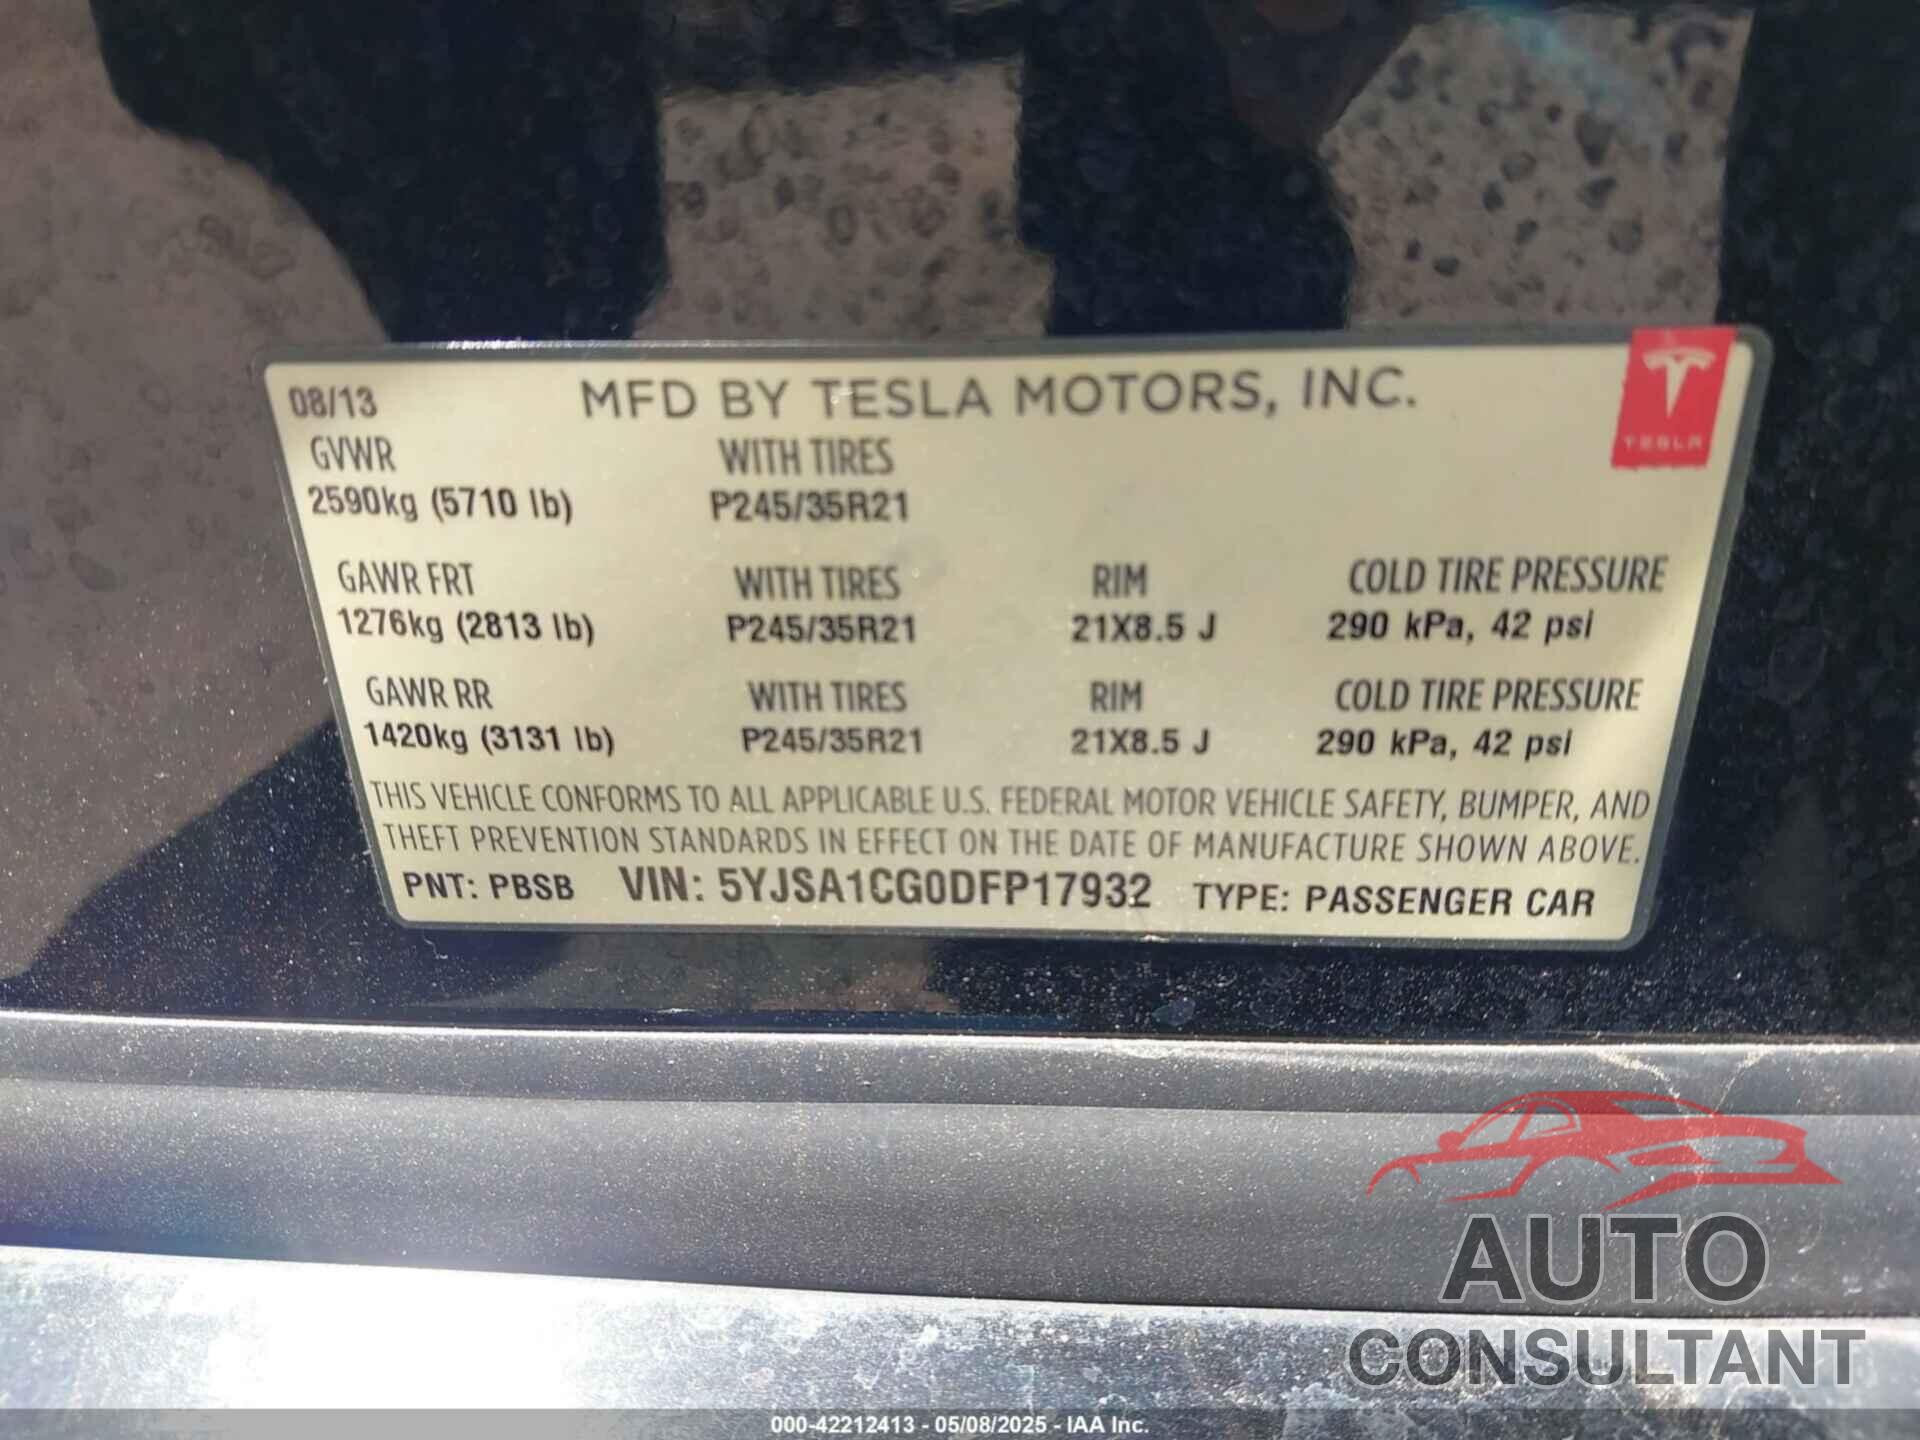 08/13 MFD BY TESLA MOTORS, INC.
TESLA
GVWR WITH TIRES
2590kg (5710 lb) P245/35R21
GAWR FRT WITH TIRES RIM COLD TIRE PRESSURE
1276kg (2813 lb) P245/35R21 21X8.5 J 290 kPa, 42 psi
GAWR RR WITH TIRES RIM COLD TIRE PRESSURE
1420kg (3131 lb) P245/35R21 21X8.5 J 290 kPa, 42 psi
THIS VEHICLE CONFORMS TO ALL APPLICABLE U.S. FEDERAL MOTOR VEHICLE SAFETY, BUMPER, AND
THEFT PREVENTION STANDARDS IN EFFECT ON THE DATE OF MANUFACTURE SHOWN ABOVE.
PNT: PBSB VIN: 5YJSA1CG0DFP17932 TYPE: PASSENGER CAR
AUTO
CONSULTANT
000-42212413 - 05/08/2025 - IAA Inc.